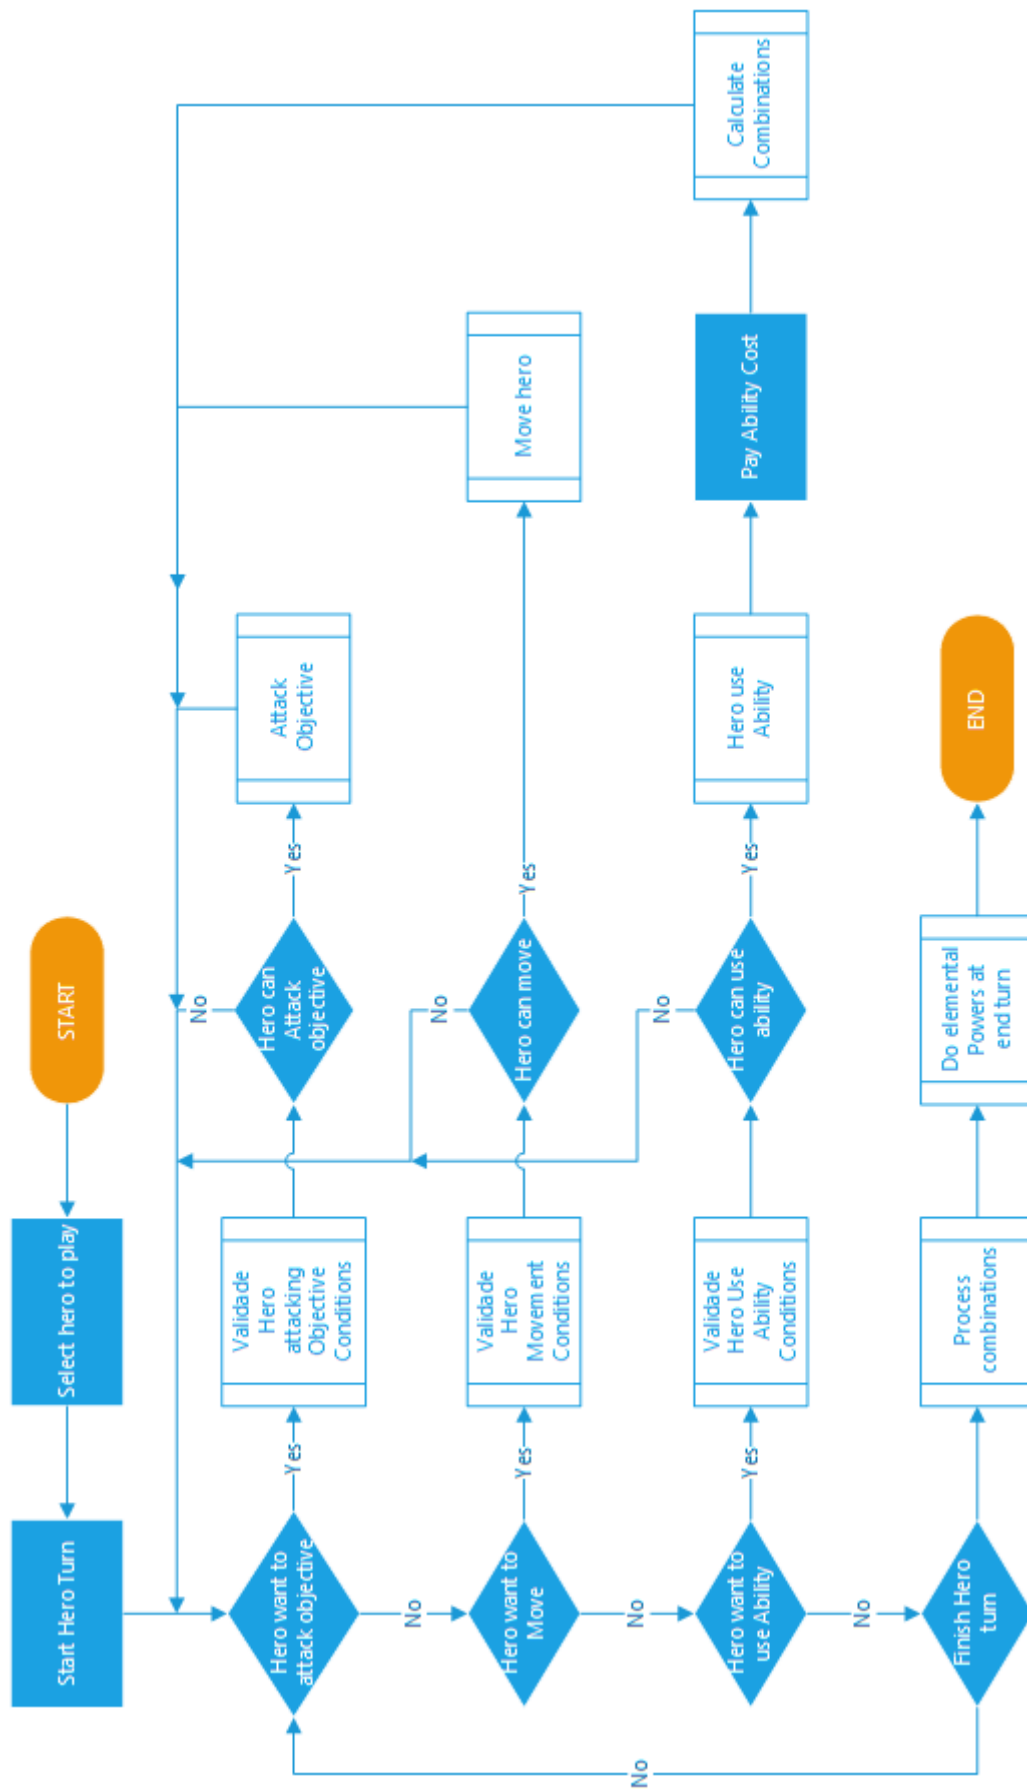 START
Select hero to play
Start Hero Turn
Hero want to
attack objective
Yes
Validade
Hero
attacking
Objective
Conditions
Hero can
Attack
objective
No
Yes
Attack
Objective
No
Hero want to
Move
Yes
Validade
Hero
Movement
Conditions
Hero can move
No
Yes
Move hero
No
Hero want to
use Ability
Yes
Validade
Hero Use
Ability
Conditions
Hero can use
ability
No
Yes
Hero use
Ability
Pay Ability Cost
Calculate
Combinations
No
Finish Hero
turn
No
Process
combinations
Do elemental
Powers at
end turn
END